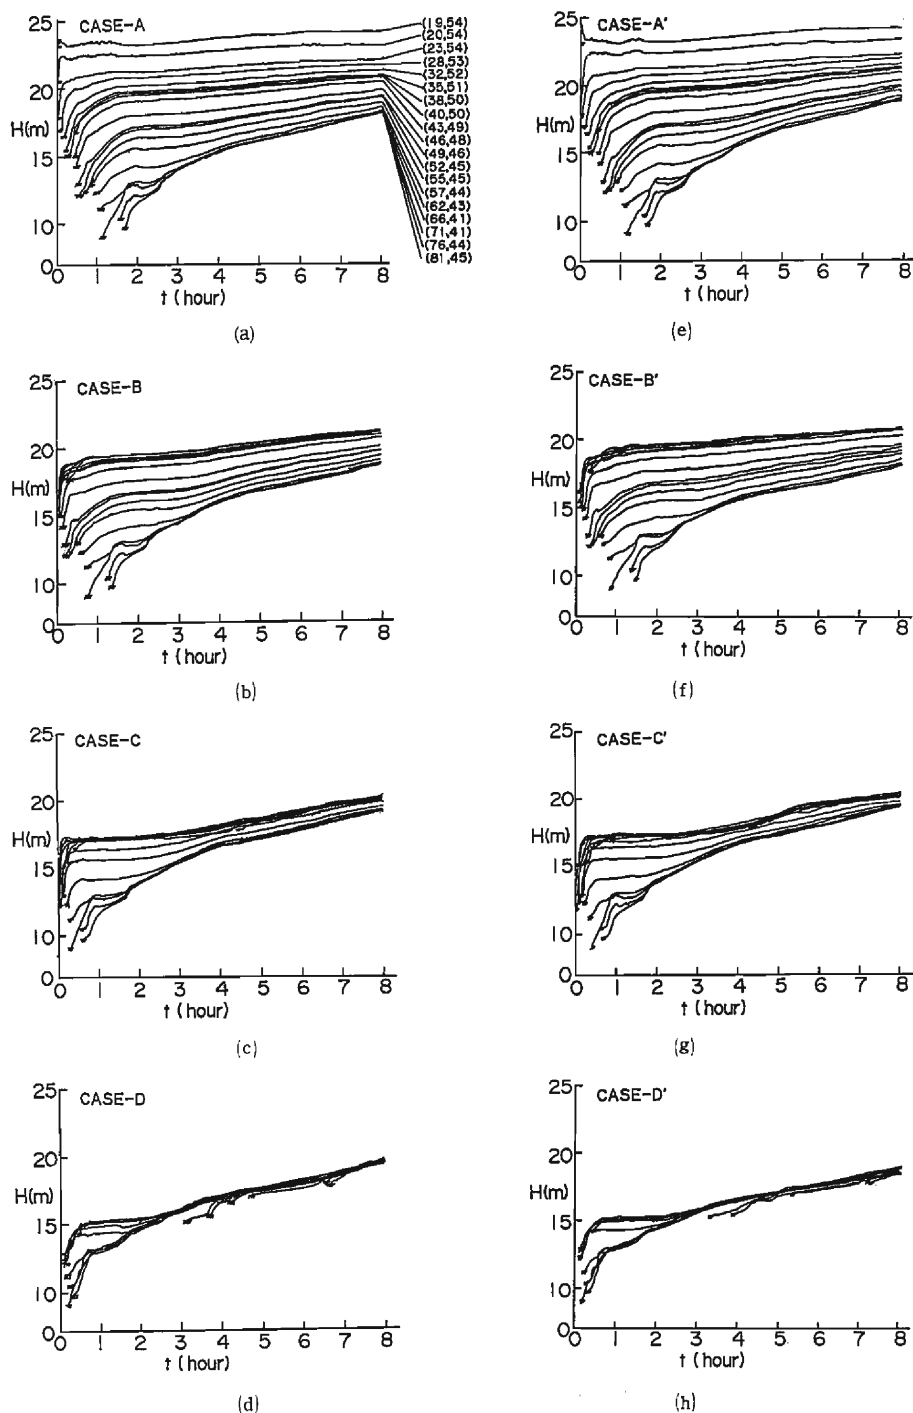 25
20
H(m)
15
10
0
CASE-A
0 1 2 3 4 5 6 7 8
t (hour)
(19,54)
(20,54)
(23,54)
(28,53)
(32,52)
(35,51)
(38,50)
(40,50)
(43,49)
(46,48)
(49,46)
(52,45)
(55,45)
(57,44)
(62,43)
(66,41)
(71,41)
(76,44)
(81,45)
(a)
25
20
H(m)
15
10
0
CASE-A'
0 1 2 3 4 5 6 7 8
t (hour)
(e)
25
20
H(m)
15
10
0
CASE-B
0 1 2 3 4 5 6 7 8
t (hour)
(b)
25
20
H(m)
15
10
0
CASE-B'
0 1 2 3 4 5 6 7 8
t (hour)
(f)
25
20
H(m)
15
10
0
CASE-C
0 1 2 3 4 5 6 7 8
t (hour)
(c)
25
20
H(m)
15
10
0
CASE-C'
0 1 2 3 4 5 6 7 8
t (hour)
(g)
25
20
H(m)
15
10
0
CASE-D
0 1 2 3 4 5 6 7 8
t (hour)
(d)
25
20
H(m)
15
10
0
CASE-D'
0 1 2 3 4 5 6 7 8
t (hour)
(h)